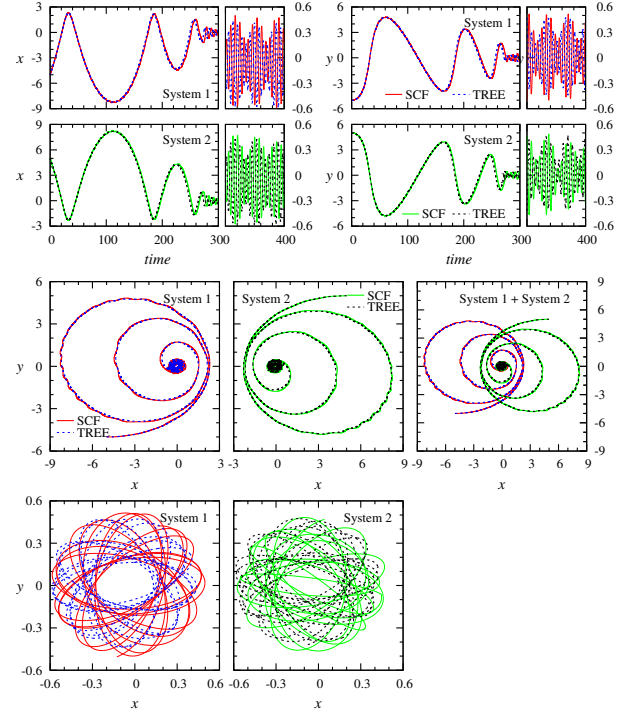 3
0
-3
-6
-9
x
System 1
0.6
0.3
0
-0.3
-0.6
6
3
0
-3
-6
y
System 1
SCF
TREE
0.6
0.3
0
-0.3
-0.6
9
6
3
0
-3
x
System 2
0 100 200 300 400
time
0.6
0.3
0
-0.3
-0.6
6
3
0
-3
-6
y
System 2
SCF
TREE
0 100 200 300 400
time
0.6
0.3
0
-0.3
-0.6
6
3
0
-3
-6
y
System 1
SCF
TREE
-9 -6 -3 0 3
x
System 2
SCF
TREE
-3 0 3 6 9
x
System 1 + System 2
9
6
3
0
-3
-6
-9
-9 -6 -3 0 3 6 9
x
0.6
0.3
0
-0.3
-0.6
y
System 1
-0.6 -0.3 0 0.3 0.6
x
System 2
-0.6 -0.3 0 0.3 0.6
x